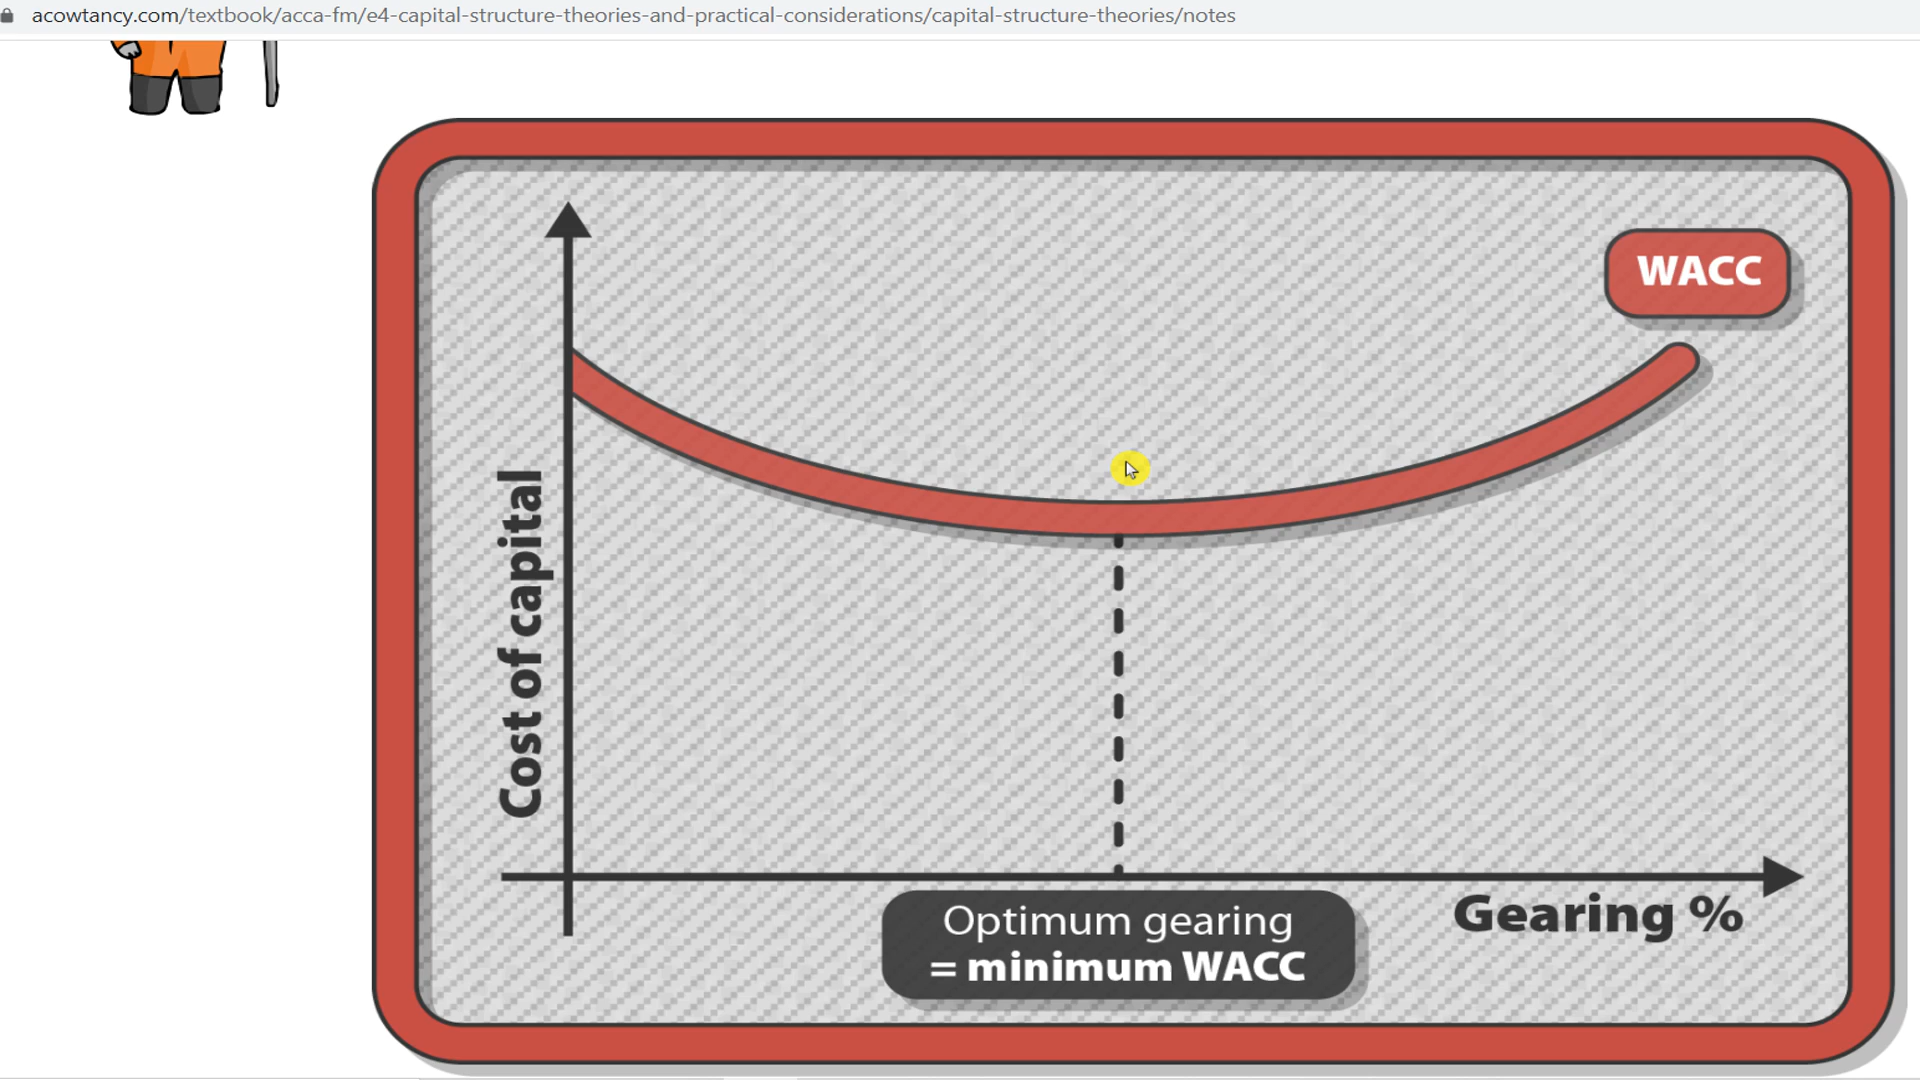 acowtancy.com/textbook/acca-fm/e4-capital-structure-theories-and-practical-considerations/capital-structure-theories/notes
WACC
Cost of capital
Gearing %
Optimum gearing
= minimum WACC